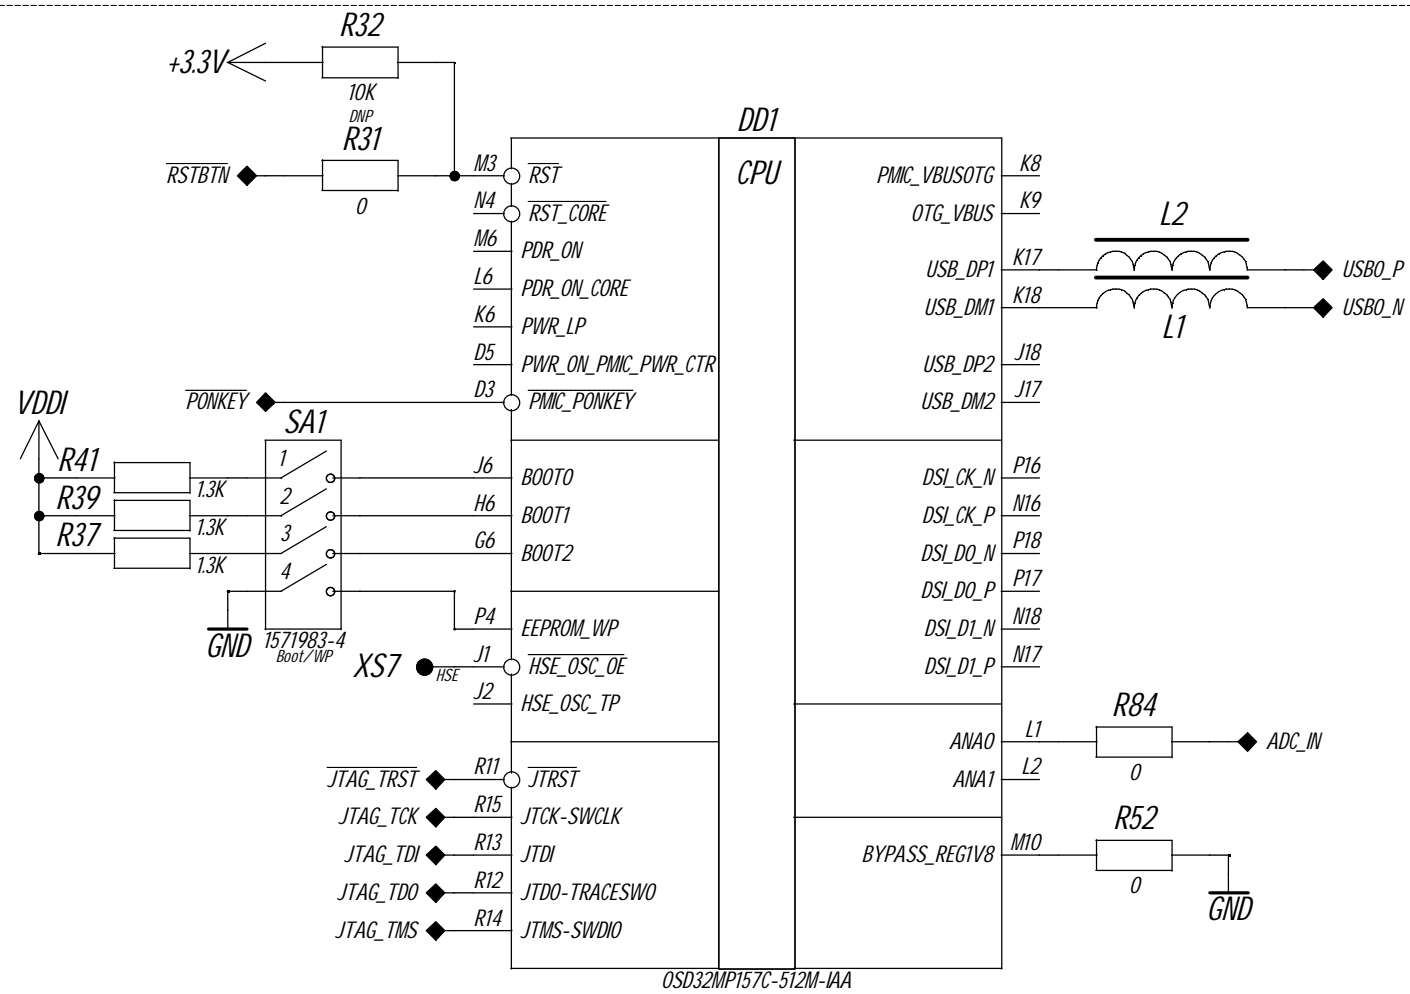 R32
+3.3V
10K
DNP
R31
RSTBTN
0
DD1
CPU
M3 RST
N4 RST_CORE
M6 PDR_ON
L6 PDR_ON_CORE
K6 PWR_LP
D5 PWR_ON_PMIC_PWR_CTR
PONKEY D3 PMIC_PONKEY
PMIC_VBUSOTG K8
OTG_VBUS K9
L2
USB_DP1 K17 USB0_P
USB_DM1 K18 USB0_N
L1
USB_DP2 J18
USB_DM2 J17
VDDI
SA1
R41 1.3K 1 J6 BOOT0
R39 1.3K 2 H6 BOOT1
R37 1.3K 3 G6 BOOT2
4
GND
1571983-4
Boot/WP
P4 EEPROM_WP
XS7 HSE J1 HSE_OSC_OE
J2 HSE_OSC_TP
DSI_CK_N P16
DSI_CK_P N16
DSI_D0_N P18
DSI_D0_P P17
DSI_D1_N N18
DSI_D1_P N17
R84
ANA0 L1 ADC_IN
0
ANA1 L2
JTAG_TRST R11 JTRST
JTAG_TCK R15 JTCK-SWCLK
JTAG_TDI R13 JTDI
JTAG_TDO R12 JTDO-TRACESWO
JTAG_TMS R14 JTMS-SWDIO
R52
BYPASS_REG1V8 M10
0
GND
OSD32MP157C-512M-IAA